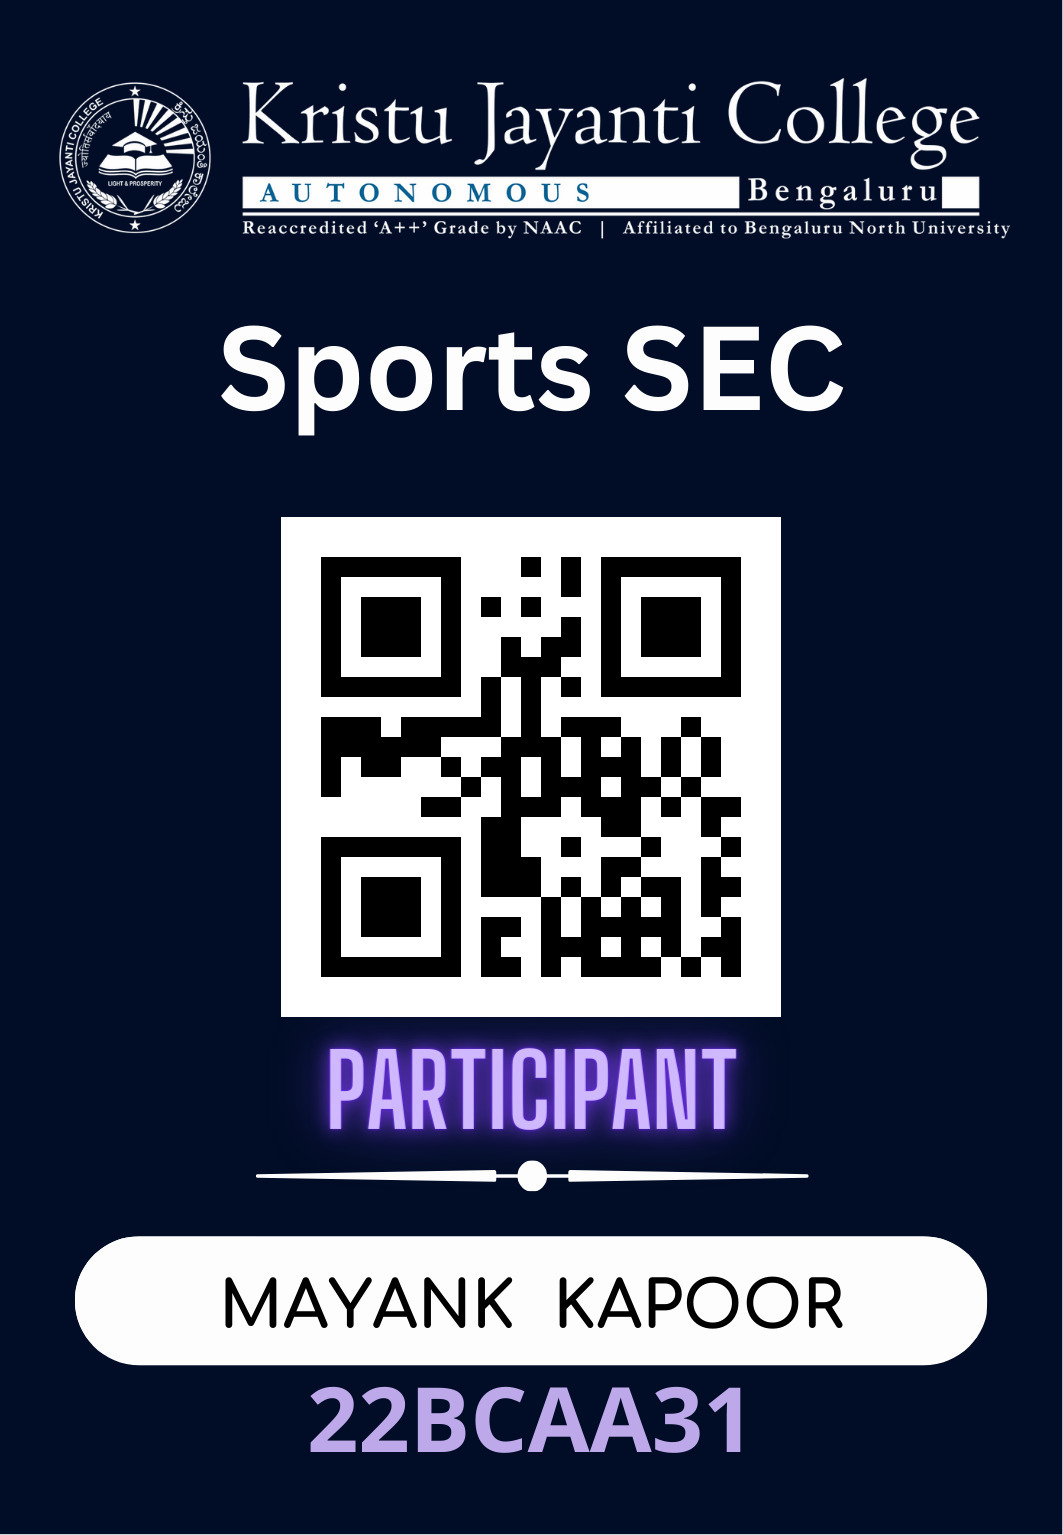 KRISTU JAYANTI COLLEGE
ಕ್ರಿಸ್ತು ಜಯಂತಿ ಕಾಲೇಜು
LIGHT & PROSPERITY
Kristu Jayanti College
AUTONOMOUS Bengaluru
Reaccredited ‘A++’ Grade by NAAC | Affiliated to Bengaluru North University
Sports SEC
PARTICIPANT
MAYANK KAPOOR
22BCAA31